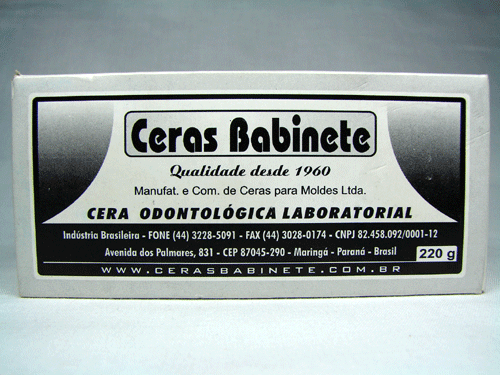 Ceras Babinete
Qualidade desde 1960
Manufat. e Com. de Ceras para Moldes Ltda.
CERA ODONTOLÓGICA LABORATORIAL
Indústria Brasileira - FONE (44) 3228-5091 - FAX (44) 3028-0174 - CNPJ 82.458.092/0001-12
Avenida dos Palmares, 831 - CEP 87045-290 - Maringá - Paraná - Brasil
220 g
WWW.CERASBABINETE.COM.BR